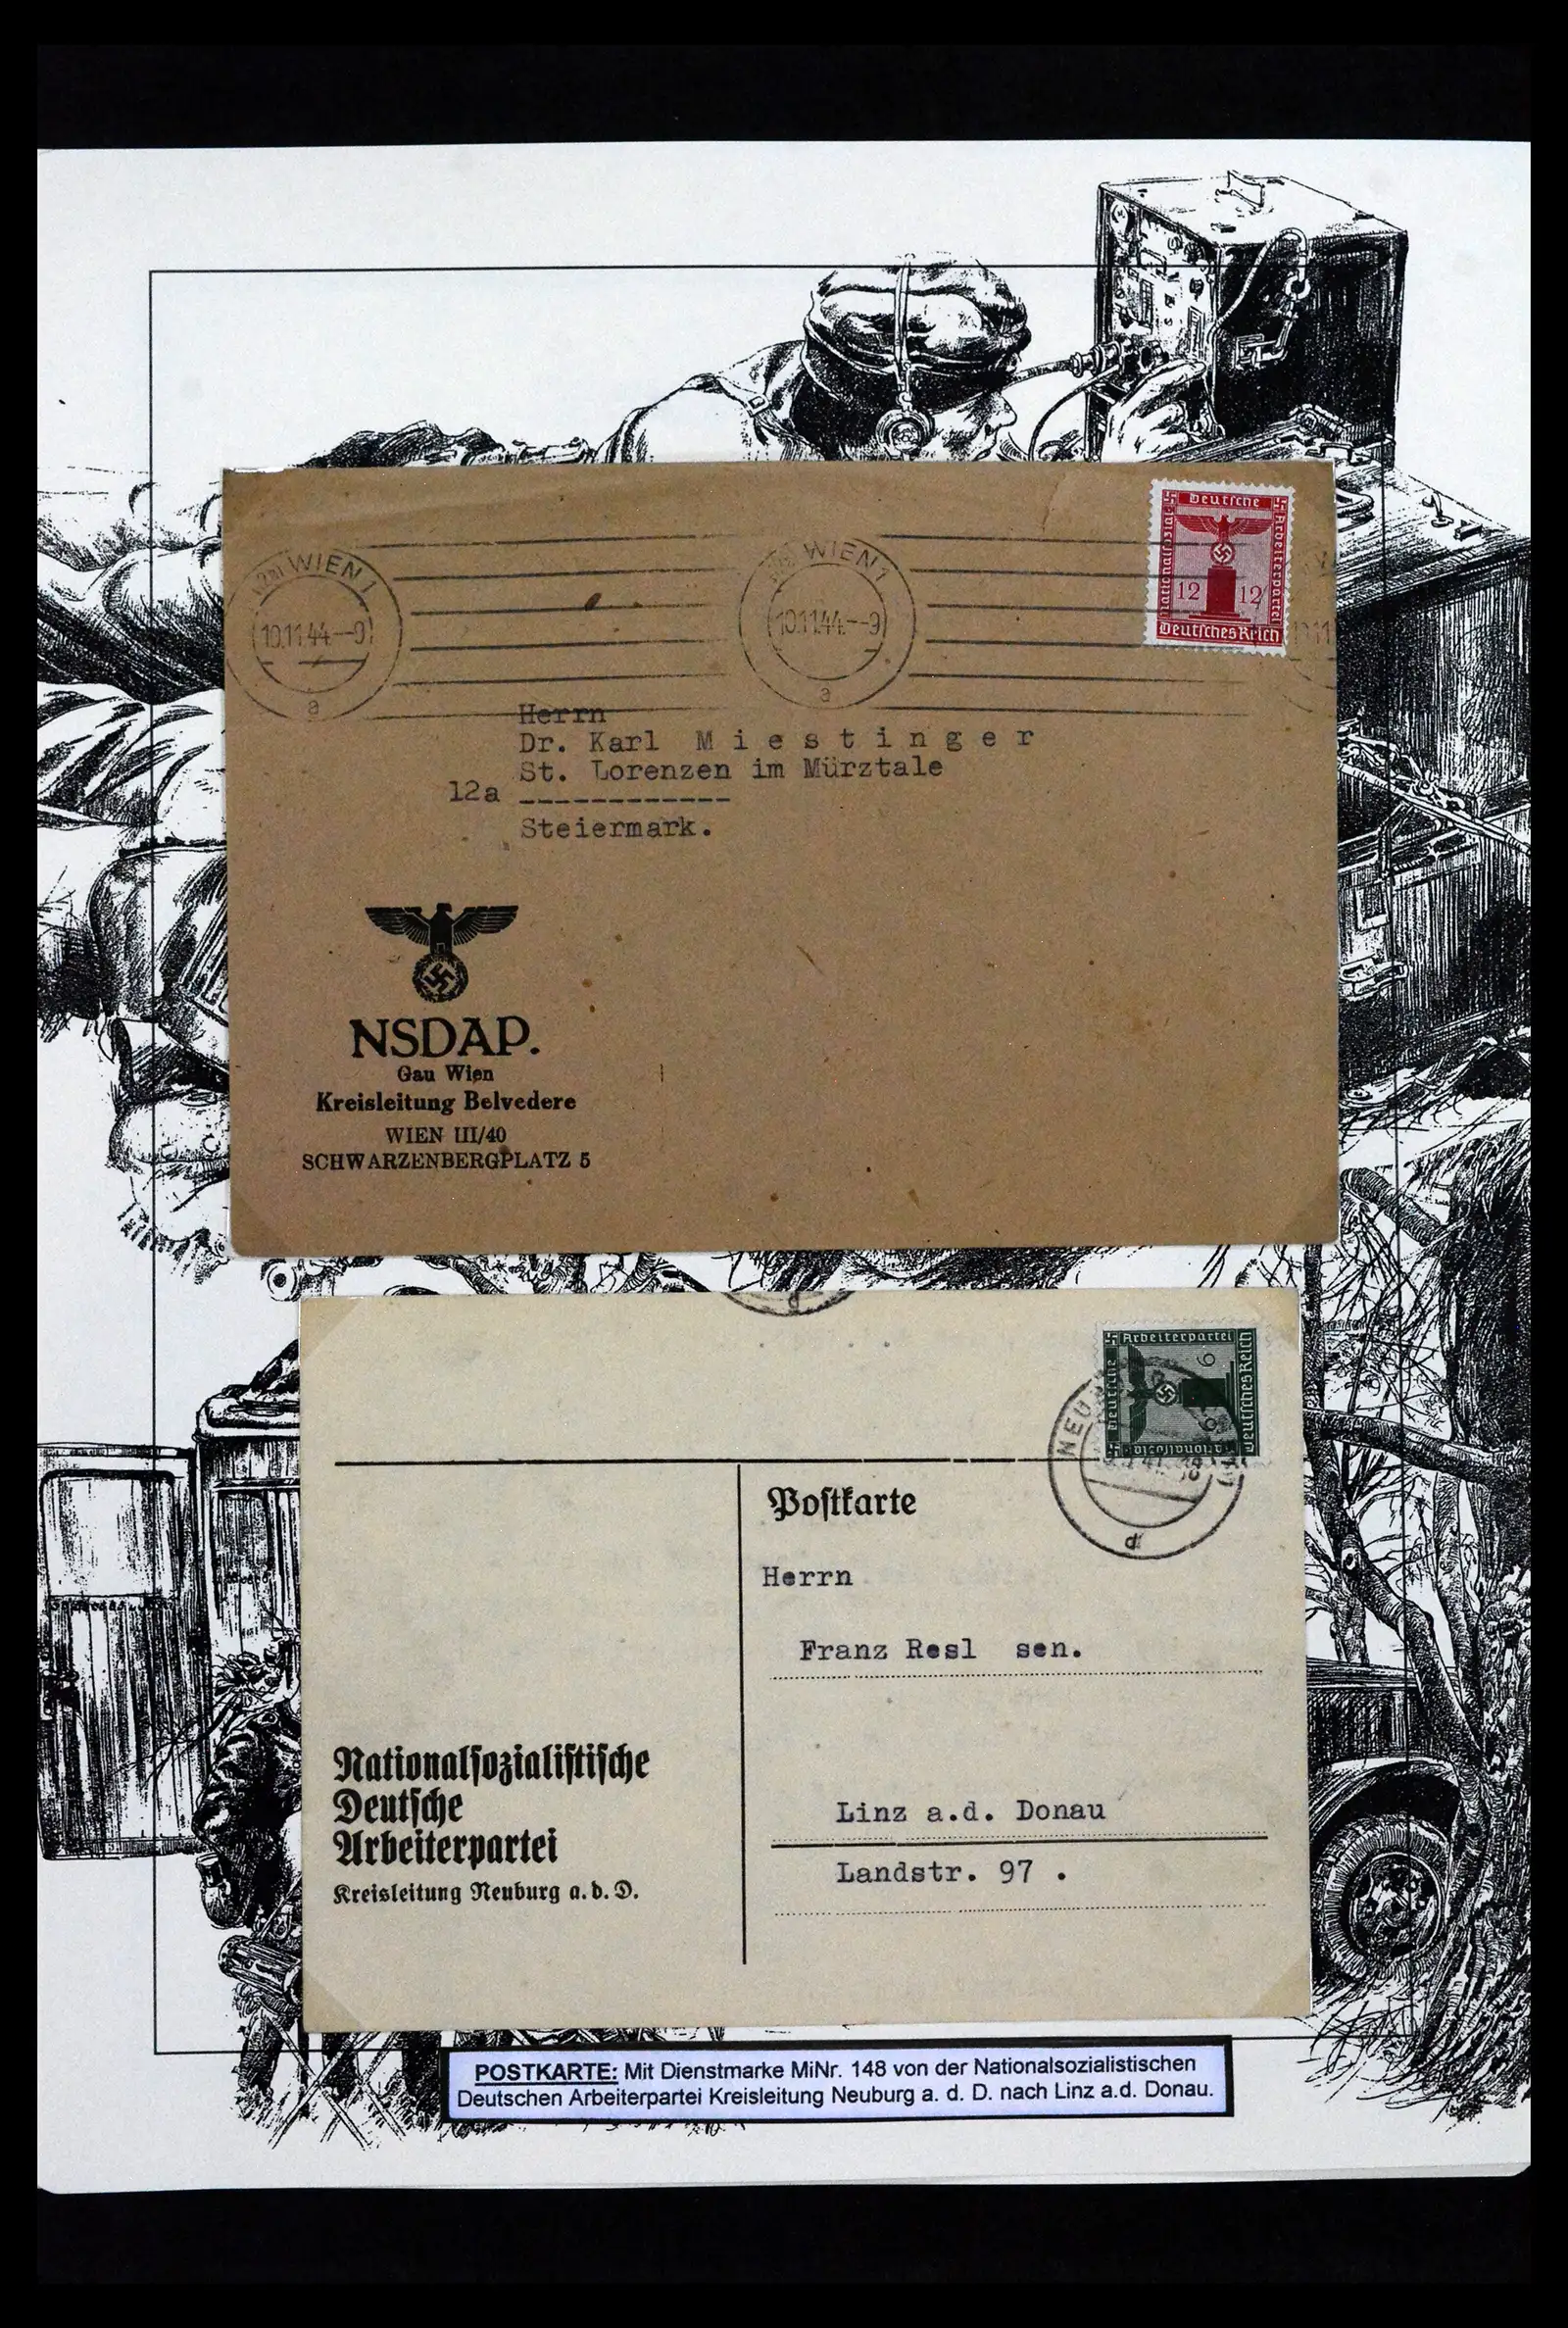 Deutsche
Nationalsozial.
Arbeiterpartei
12 12
Deutsches Reich
WIEN 1
10.11.44.--9
a
WIEN 1
10.11.44.--9
a
Herrn
Dr. Karl Miestinger
St. Lorenzen im Mürztale
12a ------------
Steiermark.
NSDAP.
Gau Wien
Kreisleitung Belvedere
WIEN III/40
SCHWARZENBERGPLATZ 5
d
Arbeiterpartei
Deutsche
6
6
Nationalsozia
Deutsches Reich
d
Postkarte
Herrn
Franz Resl sen.
Linz a.d. Donau
Landstr. 97 .
Nationalsozialistische
Deutsche
Arbeiterpartei
Kreisleitung Neuburg a. d. D.
POSTKARTE: Mit Dienstmarke MiNr. 148 von der Nationalsozialistischen
Deutschen Arbeiterpartei Kreisleitung Neuburg a. d. D. nach Linz a.d. Donau.